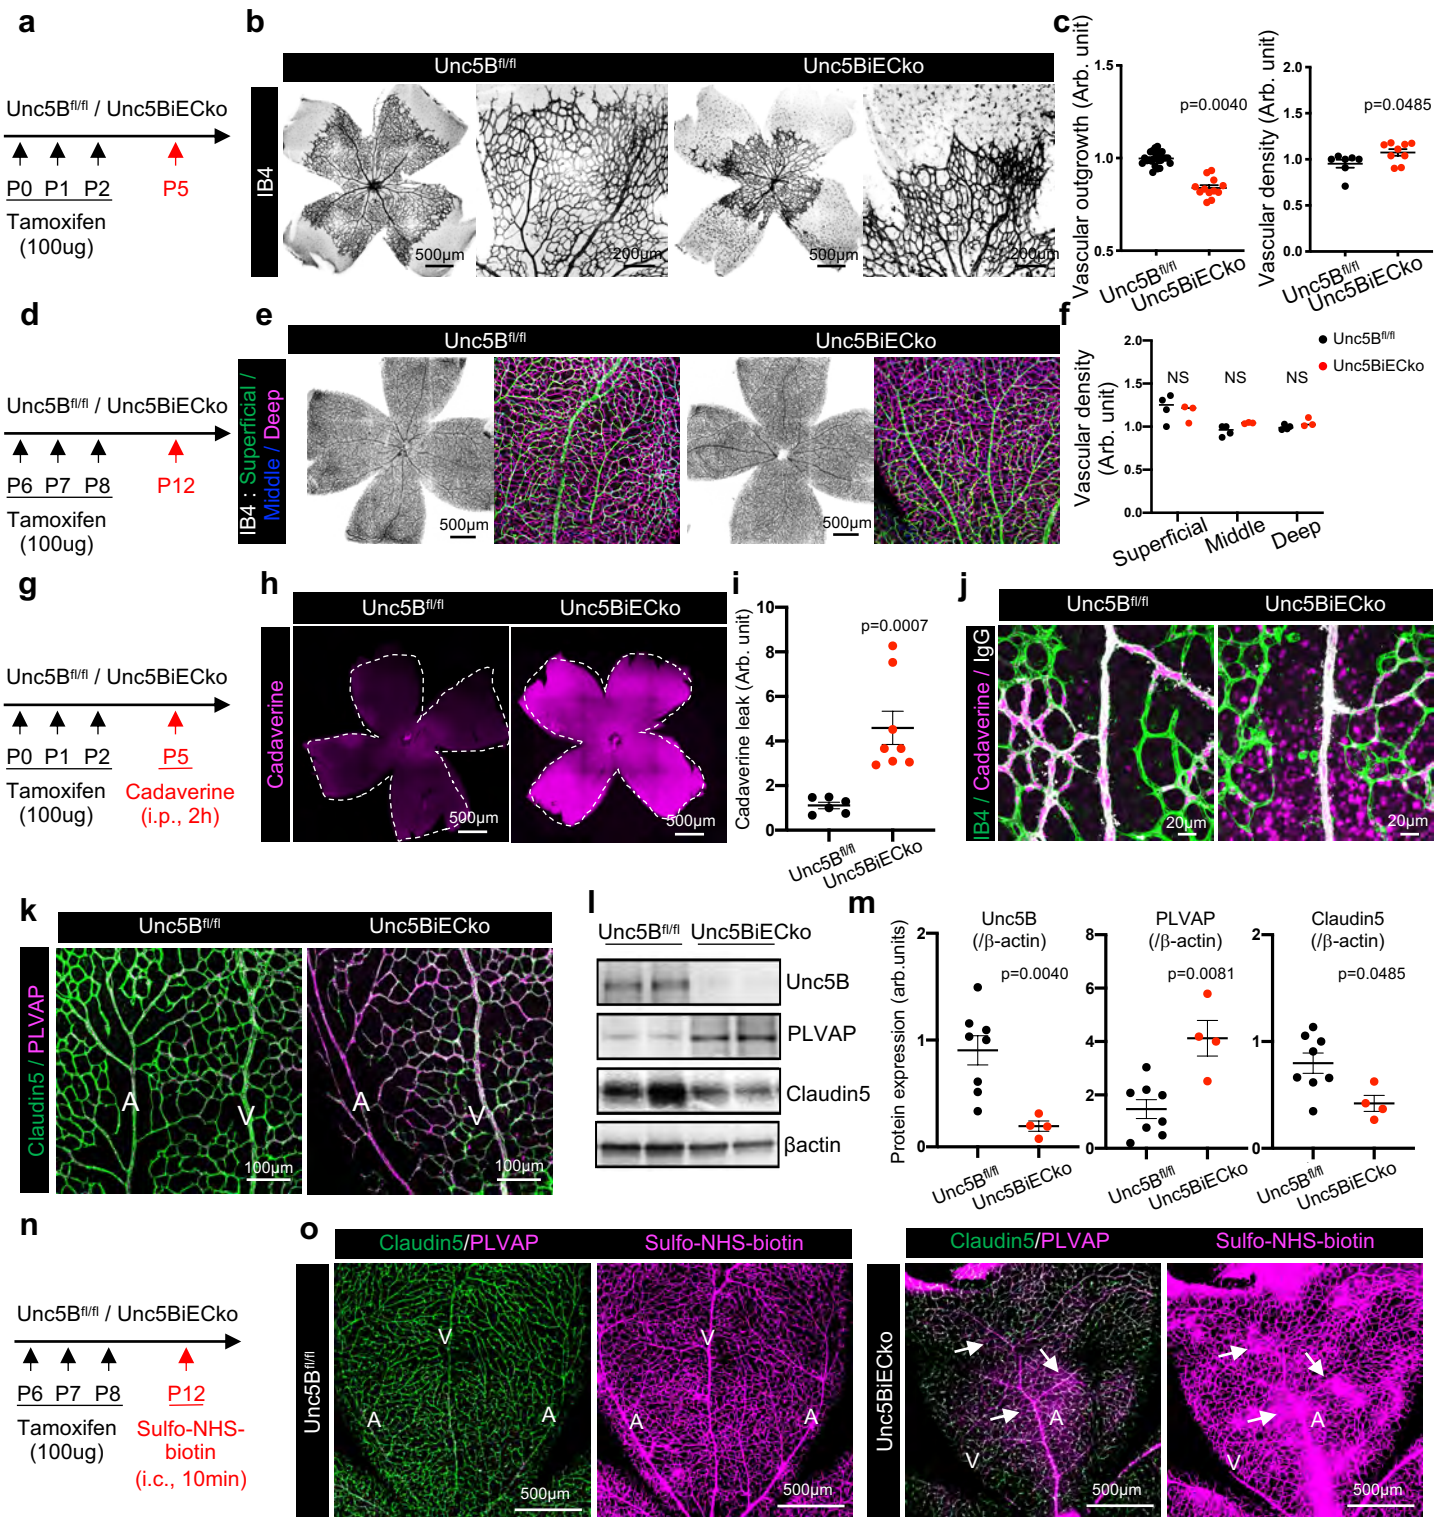 a
Unc5Bfl/fl / Unc5BiECko
P0 P1 P2 P5
Tamoxifen
(100ug)
b
Unc5Bfl/fl Unc5BiECko
IB4
500µm 200µm 500µm 200µm
c
Vascular outgrowth (Arb. unit)
1.5
1.0
0.5
p=0.0040
Unc5Bfl/fl
Unc5BiECko
Vascular density (Arb. unit)
2.0
1.5
1.0
0.5
0.0
p=0.0485
Unc5Bfl/fl
Unc5BiECko
d
Unc5Bfl/fl / Unc5BiECko
P6 P7 P8 P12
Tamoxifen
(100ug)
e
Unc5Bfl/fl Unc5BiECko
IB4 : Superficial /
Middle / Deep
500µm 500µm
f
Vascular density
(Arb. unit)
2.0
1.5
1.0
0.5
0.0
NS NS NS
Unc5Bfl/fl
Unc5BiECko
Superficial Middle Deep
g
Unc5Bfl/fl / Unc5BiECko
P0 P1 P2 P5
Tamoxifen
(100ug)
Cadaverine
(i.p., 2h)
h
Unc5Bfl/fl Unc5BiECko
Cadaverine
500µm 500µm
i
Cadaverine leak (Arb. unit)
10
8
6
4
2
0
p=0.0007
Unc5Bfl/fl
Unc5BiECko
j
Unc5Bfl/fl Unc5BiECko
IB4 / Cadaverine / IgG
20µm 20µm
k
Unc5Bfl/fl Unc5BiECko
Claudin5 / PLVAP
A V A V
100µm 100µm
l
Unc5Bfl/fl Unc5BiECko
Unc5B
PLVAP
Claudin5
βactin
m
Protein expression (arb.units)
Unc5B
(/β-actin)
2
1
0
p=0.0040
Unc5Bfl/fl
Unc5BiECko
PLVAP
(/β-actin)
8
6
4
2
0
p=0.0081
Unc5Bfl/fl
Unc5BiECko
Claudin5
(/β-actin)
2
1
0
p=0.0485
Unc5Bfl/fl
Unc5BiECko
n
Unc5Bfl/fl / Unc5BiECko
P6 P7 P8 P12
Tamoxifen
(100ug)
Sulfo-NHS-
biotin
(i.c., 10min)
o
Claudin5/PLVAP Sulfo-NHS-biotin
Unc5Bfl/fl
V A A
500µm
V A A
500µm
Claudin5/PLVAP Sulfo-NHS-biotin
Unc5BiECko
A V
500µm
A V
500µm